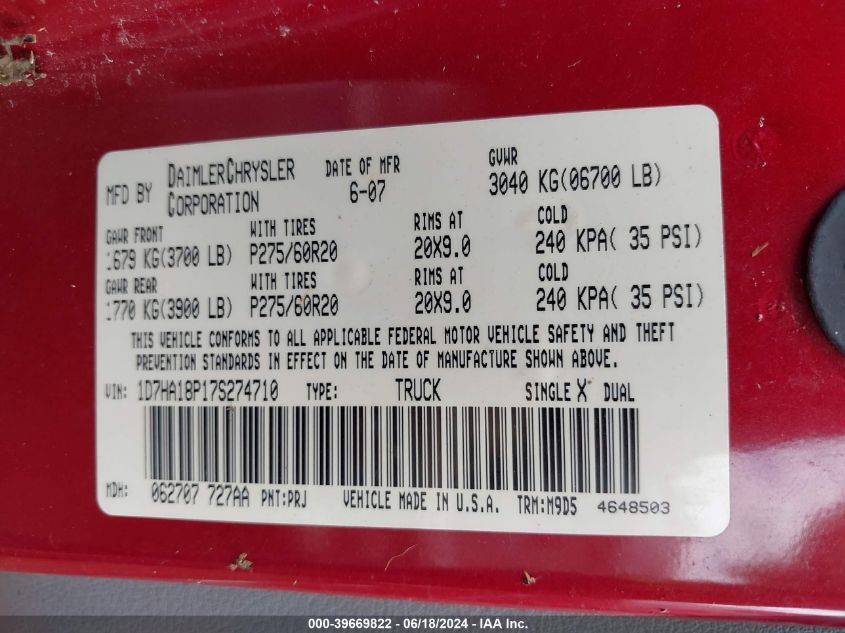 MFD BY DAIMLERCHRYSLER CORPORATION DATE OF MFR 6-07 GVWR 3040 KG(06700 LB)
GAWR FRONT WITH TIRES RIMS AT COLD
1679 KG(3700 LB) P275/60R20 20X9.0 240 KPA( 35 PSI)
GAWR REAR WITH TIRES RIMS AT COLD
1770 KG(3900 LB) P275/60R20 20X9.0 240 KPA( 35 PSI)
THIS VEHICLE CONFORMS TO ALL APPLICABLE FEDERAL MOTOR VEHICLE SAFETY AND THEFT
PREVENTION STANDARDS IN EFFECT ON THE DATE OF MANUFACTURE SHOWN ABOVE.
VIN: 1D7HA18P17S274710 TYPE: TRUCK SINGLE X DUAL
MDH: 062707 727AA PNT:PRJ VEHICLE MADE IN U.S.A. TRM:M9D5 4648503
000-39669822 - 06/18/2024 - IAA Inc.